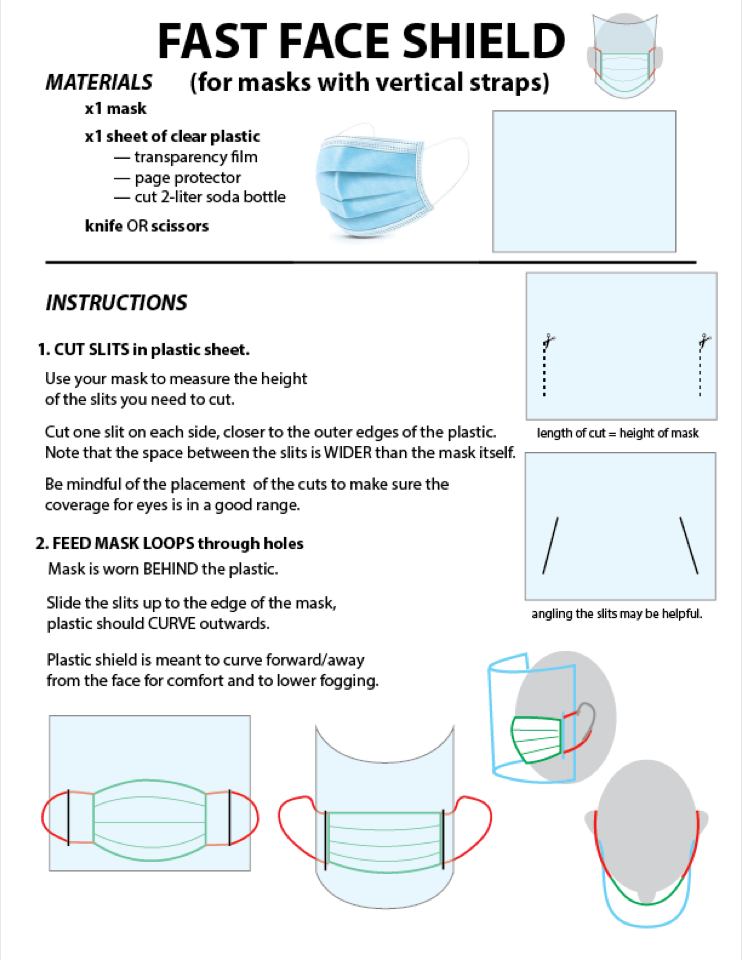 FAST FACE SHIELD
MATERIALS
(for masks with vertical straps)
x1 mask
x1 sheet of clear plastic
— transparency film
— page protector
— cut 2-liter soda bottle
knife OR scissors
INSTRUCTIONS
1. CUT SLITS in plastic sheet.
Use your mask to measure the height
of the slits you need to cut.
Cut one slit on each side, closer to the outer edges of the plastic.
Note that the space between the slits is WIDER than the mask itself.
Be mindful of the placement of the cuts to make sure the
coverage for eyes is in a good range.
length of cut = height of mask
2. FEED MASK LOOPS through holes
Mask is worn BEHIND the plastic.
Slide the slits up to the edge of the mask,
plastic should CURVE outwards.
Plastic shield is meant to curve forward/away
from the face for comfort and to lower fogging.
angling the slits may be helpful.